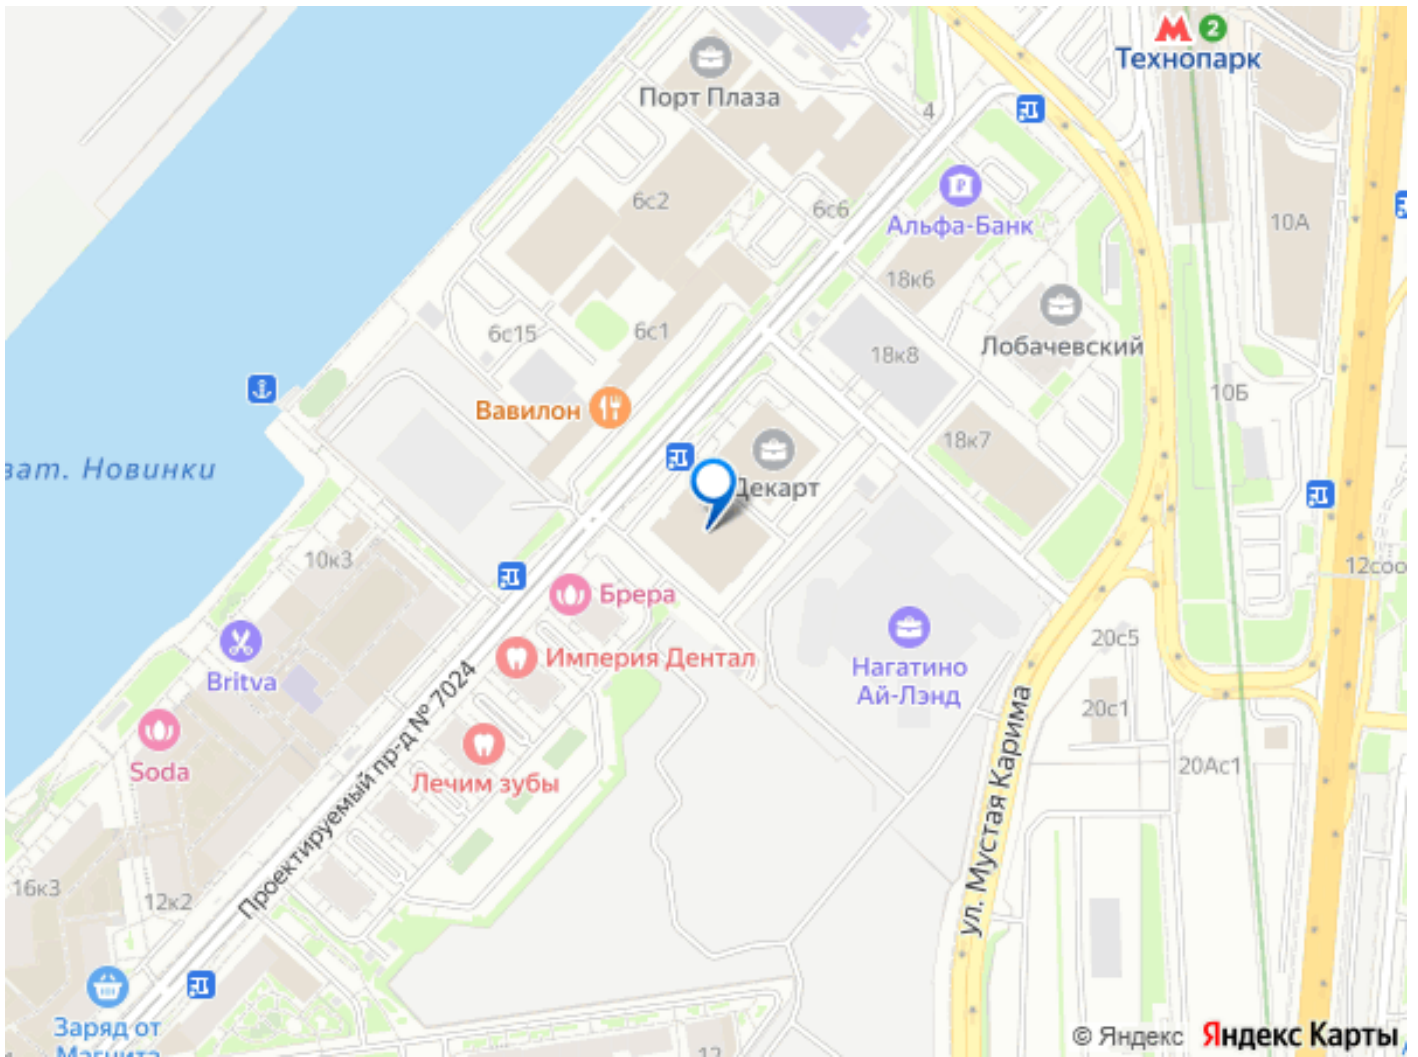 2
Технопарк
Порт Плаза
4
6с2
6с6
Альфа-Банк
10А
18к6
6с15
6с1
Лобачевский
18к8
10Б
Вавилон
18к7
зат. Новинки
Декарт
10к3
12соо
Брера
20с5
Britva
Империя Дентал
Нагатино
Ай-Лэнд
20с1
Soda
Лечим зубы
20Ас1
Проектируемый пр-д № 7024
ул. Мустая Карима
16к3
12к2
Заряд от
Магнита
12
© Яндекс Яндекс Карты